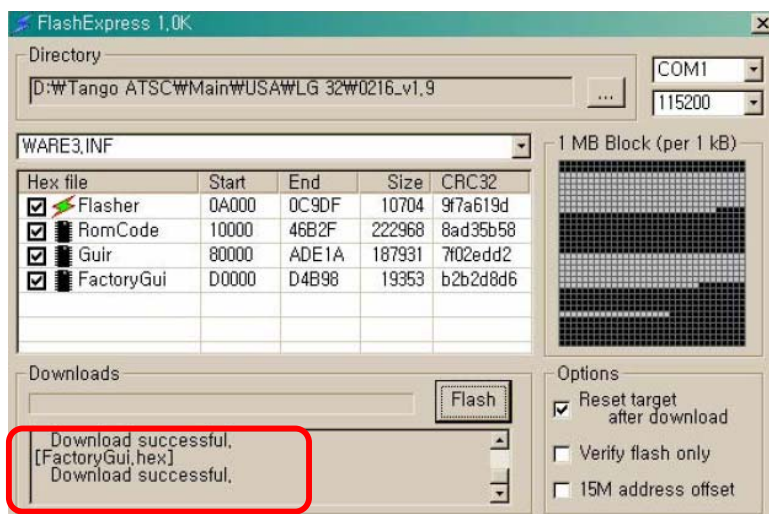 FlashExpress 1,0K
Directory
D:₩Tango ATSC₩Main₩USA₩LG 32₩0216_v1,9
...
COM1
115200
WARE3,INF
1 MB Block (per 1 kB)
Hex file Start End Size CRC32
Flasher 0A000 0C9DF 10704 9f7a619d
RomCode 10000 46B2F 222968 8ad35b58
Guir 80000 ADE1A 187931 7f02edd2
FactoryGui D0000 D4B98 19353 b2b2d8d6
Downloads
Flash
Download successful,
[FactoryGui,hex]
Download successful,
Options
Reset target
after download
Verify flash only
15M address offset